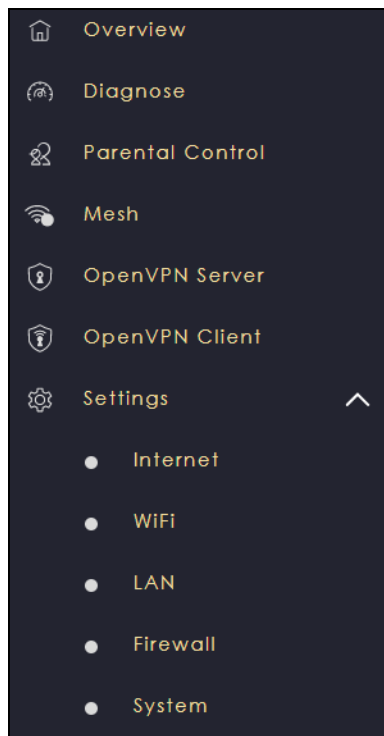 Overview
Diagnose
Parental Control
Mesh
OpenVPN Server
OpenVPN Client
Settings
Internet
WiFi
LAN
Firewall
System